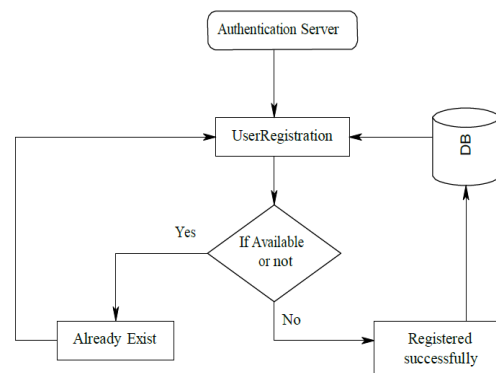 Authentication Server
UserRegistration
DB
Yes
If Available
or not
No
Already Exist
Registered
successfully